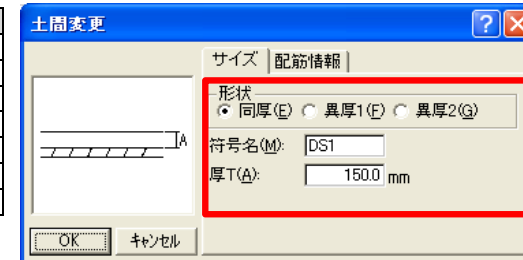 土間変更
サイズ 配筋情報
形状
同厚(E) 異厚1(F) 異厚2(G)
A
符号名(M): DS1
厚T(A): 150.0 mm
OK キャンセル